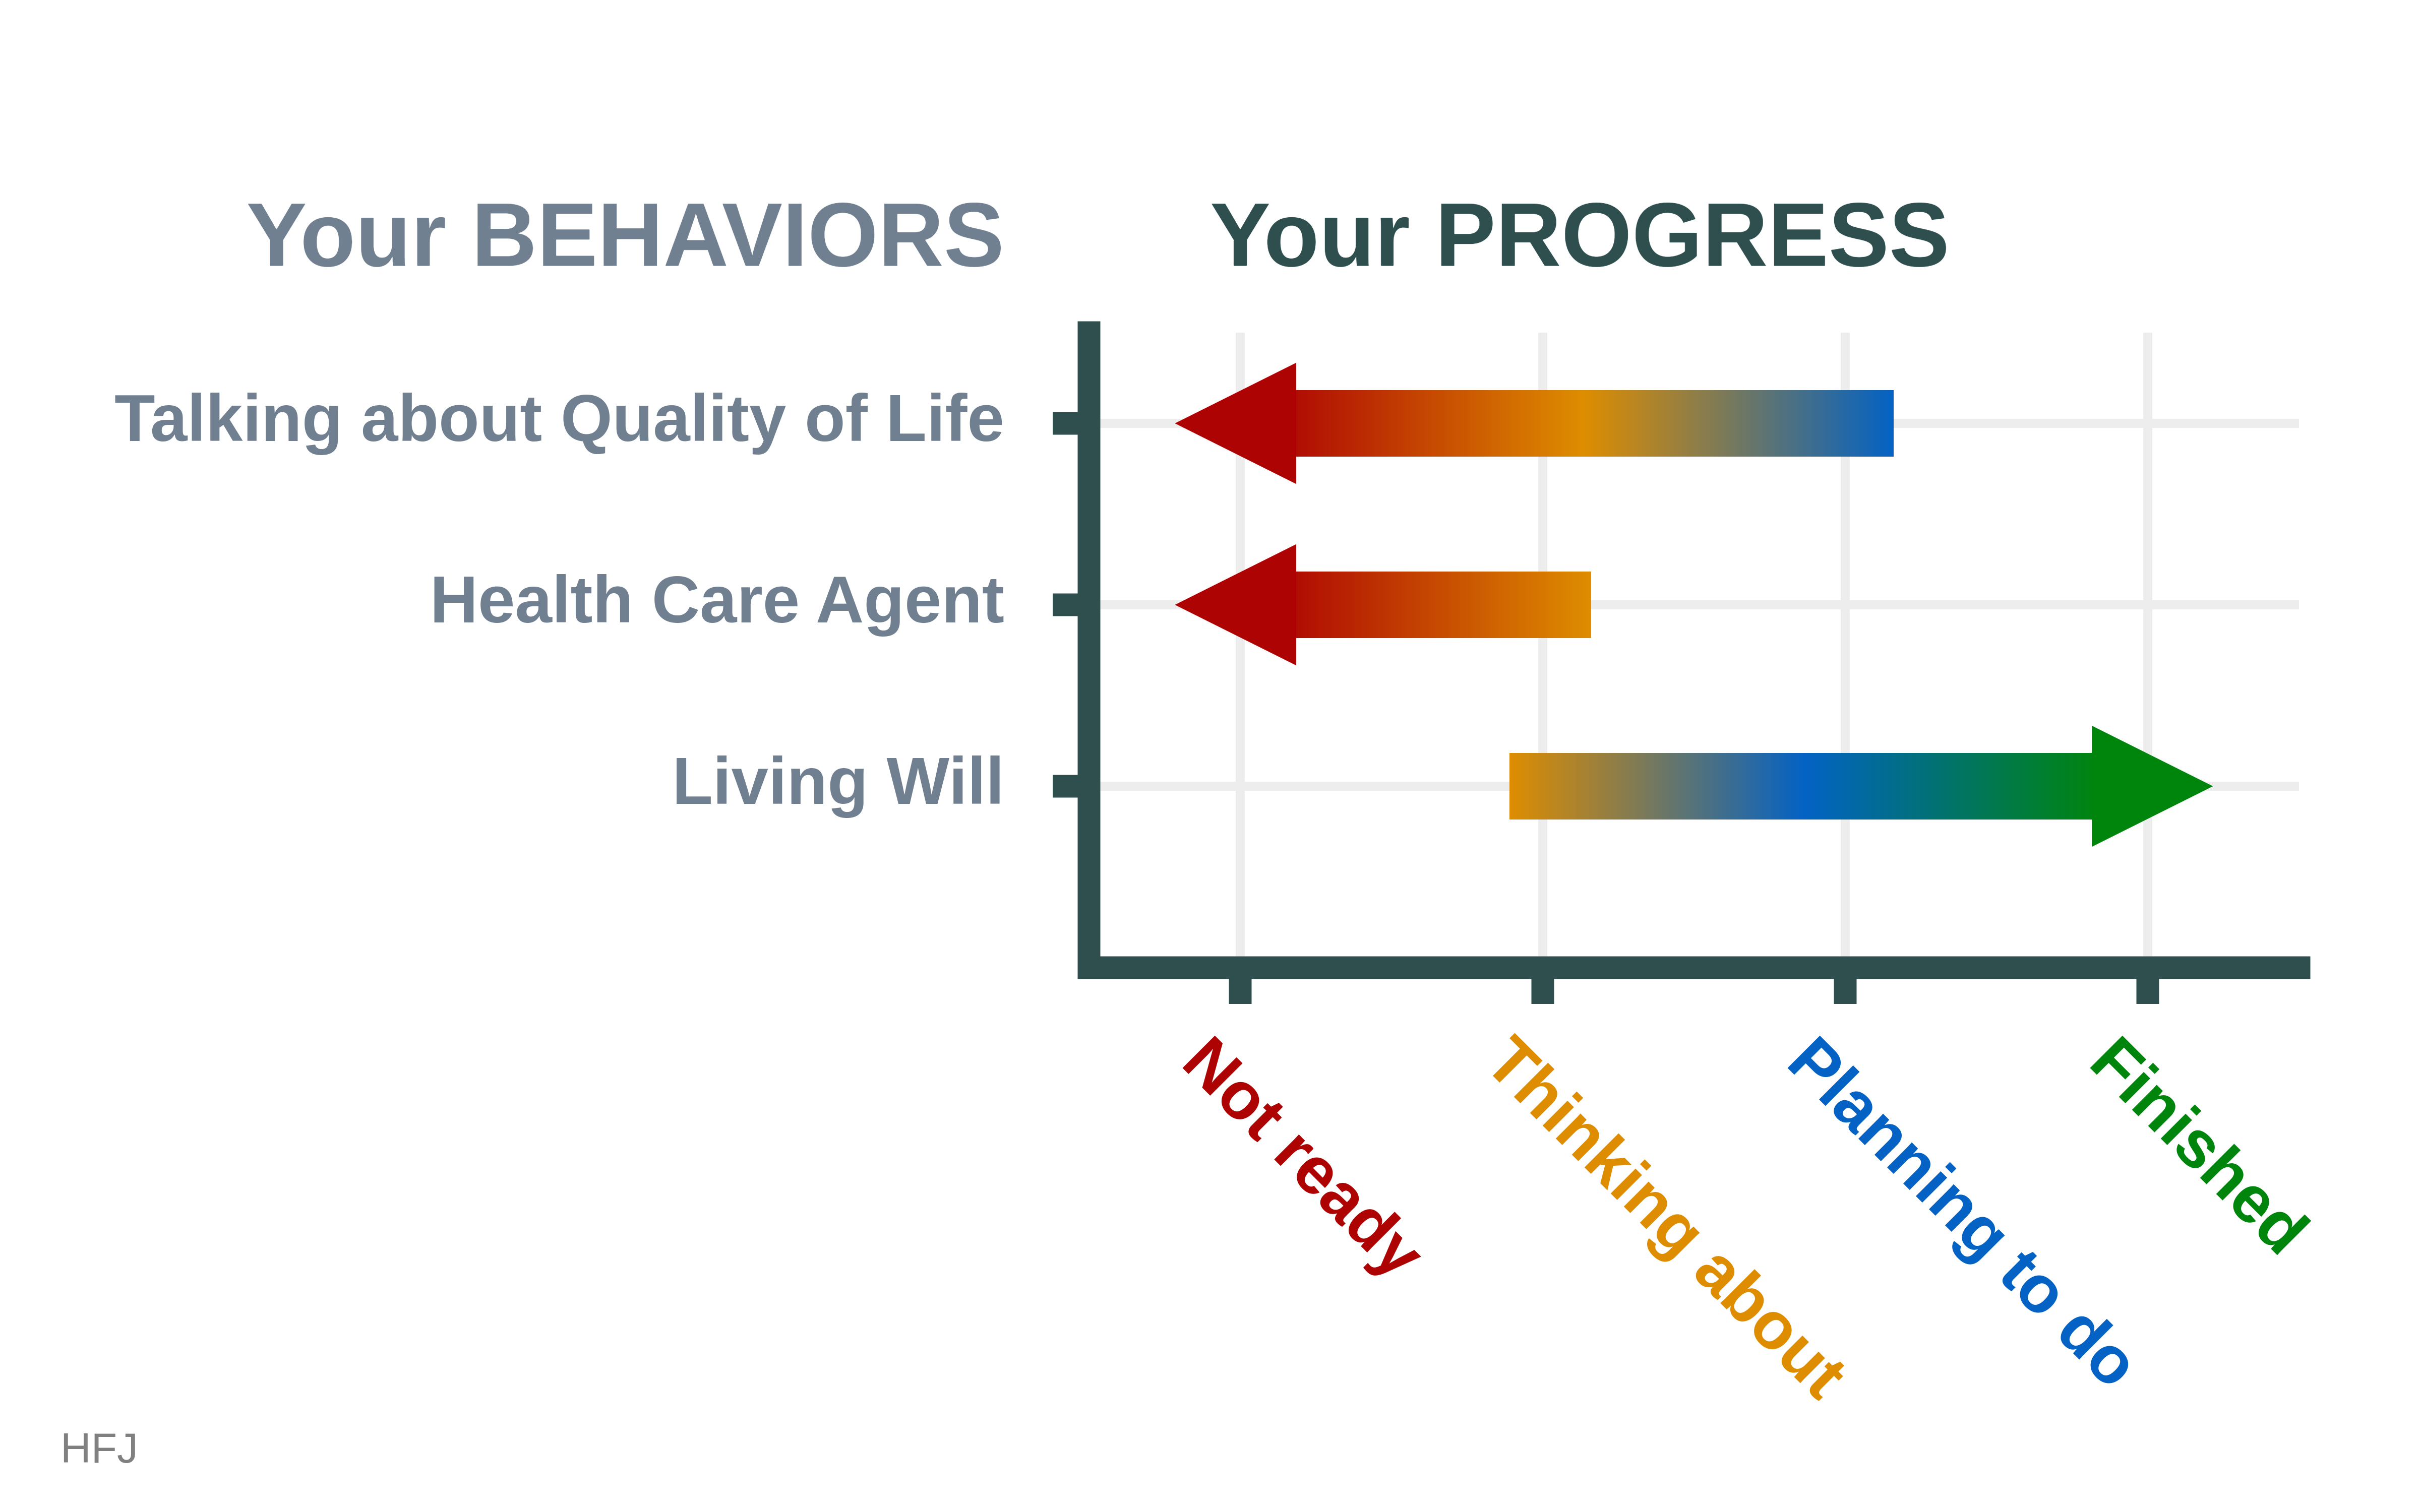 Your BEHAVIORS
Your PROGRESS
Talking about Quality of Life
Health Care Agent
Living Will
Not ready
Thinking about
Planning to do
Finished
HFJ